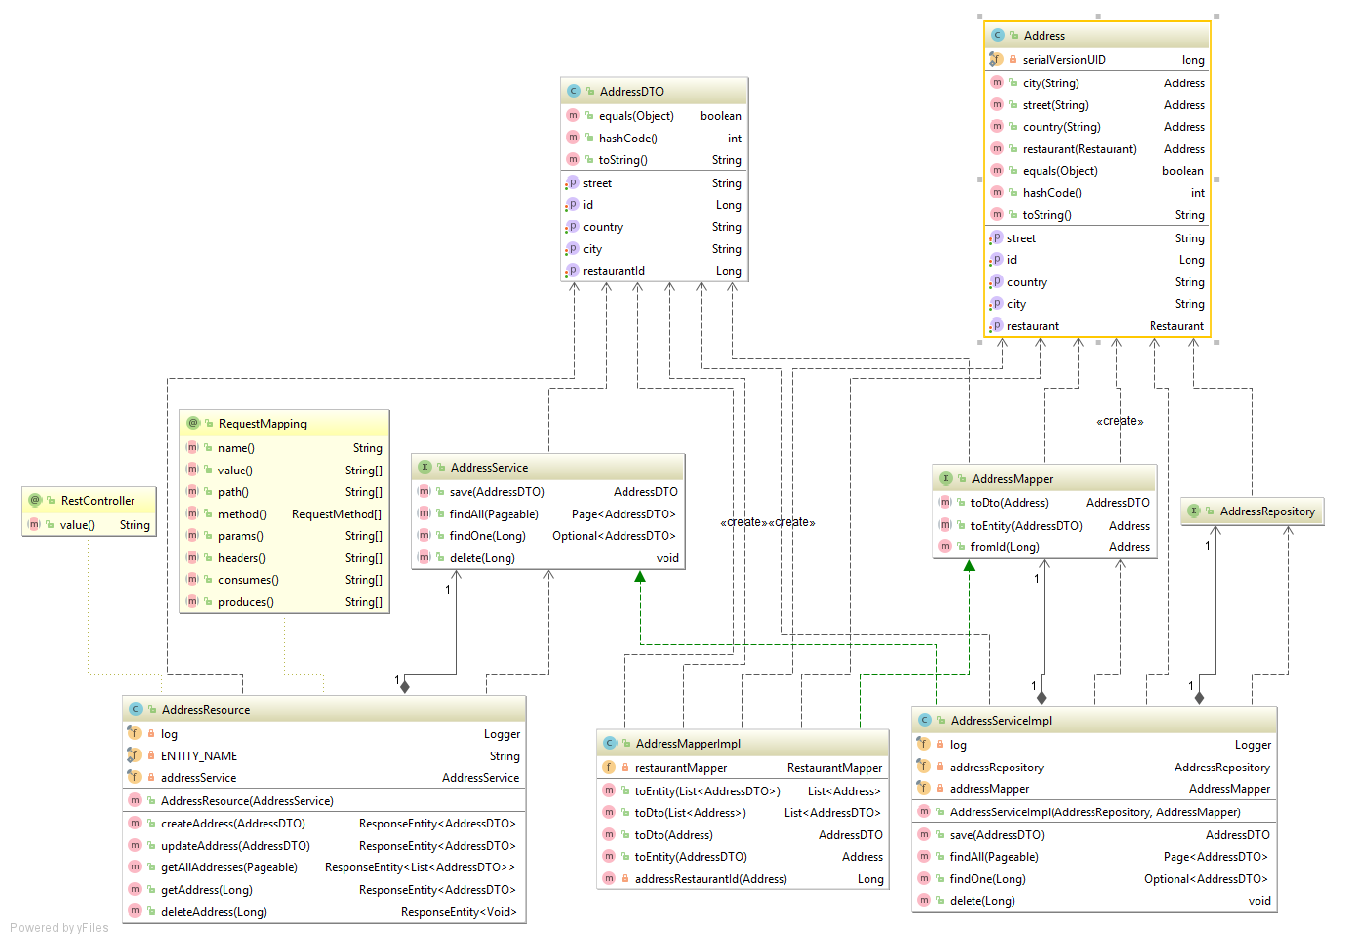 Address
serialVersionUID long
city(String) Address
street(String) Address
country(String) Address
restaurant(Restaurant) Address
equals(Object) boolean
hashCode() int
toString() String
street String
id Long
country String
city String
restaurant Restaurant
AddressDTO
equals(Object) boolean
hashCode() int
toString() String
street String
id Long
country String
city String
restaurantId Long
RequestMapping
name() String
value() String[]
path() String[]
method() RequestMethod[]
params() String[]
headers() String[]
consumes() String[]
produces() String[]
RestController
value() String
AddressService
save(AddressDTO) AddressDTO
findAll(Pageable) Page<AddressDTO>
findOne(Long) Optional<AddressDTO>
delete(Long) void
«create»
«create»
«create»
AddressMapper
toDto(Address) AddressDTO
toEntity(AddressDTO) Address
fromId(Long) Address
AddressRepository
1
1
1
1
1
1
AddressResource
log Logger
ENTITY_NAME String
addressService AddressService
AddressResource(AddressService)
createAddress(AddressDTO) ResponseEntity<AddressDTO>
updateAddress(AddressDTO) ResponseEntity<AddressDTO>
getAllAddresses(Pageable) ResponseEntity<List<AddressDTO>>
getAddress(Long) ResponseEntity<AddressDTO>
deleteAddress(Long) ResponseEntity<Void>
AddressMapperImpl
restaurantMapper RestaurantMapper
toEntity(List<AddressDTO>) List<Address>
toDto(List<Address>) List<AddressDTO>
toDto(Address) AddressDTO
toEntity(AddressDTO) Address
addressRestaurantId(Address) Long
AddressServiceImpl
log Logger
addressRepository AddressRepository
addressMapper AddressMapper
AddressServiceImpl(AddressRepository, AddressMapper)
save(AddressDTO) AddressDTO
findAll(Pageable) Page<AddressDTO>
findOne(Long) Optional<AddressDTO>
delete(Long) void
Powered by yFiles